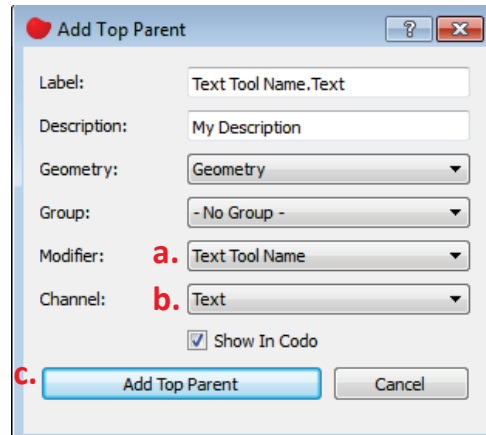 Add Top Parent ?
Label: Text Tool Name.Text
Description: My Description
Geometry: Geometry
Group: - No Group -
Modifier: a. Text Tool Name
Channel: b. Text
Show In Codo
c. Add Top Parent Cancel